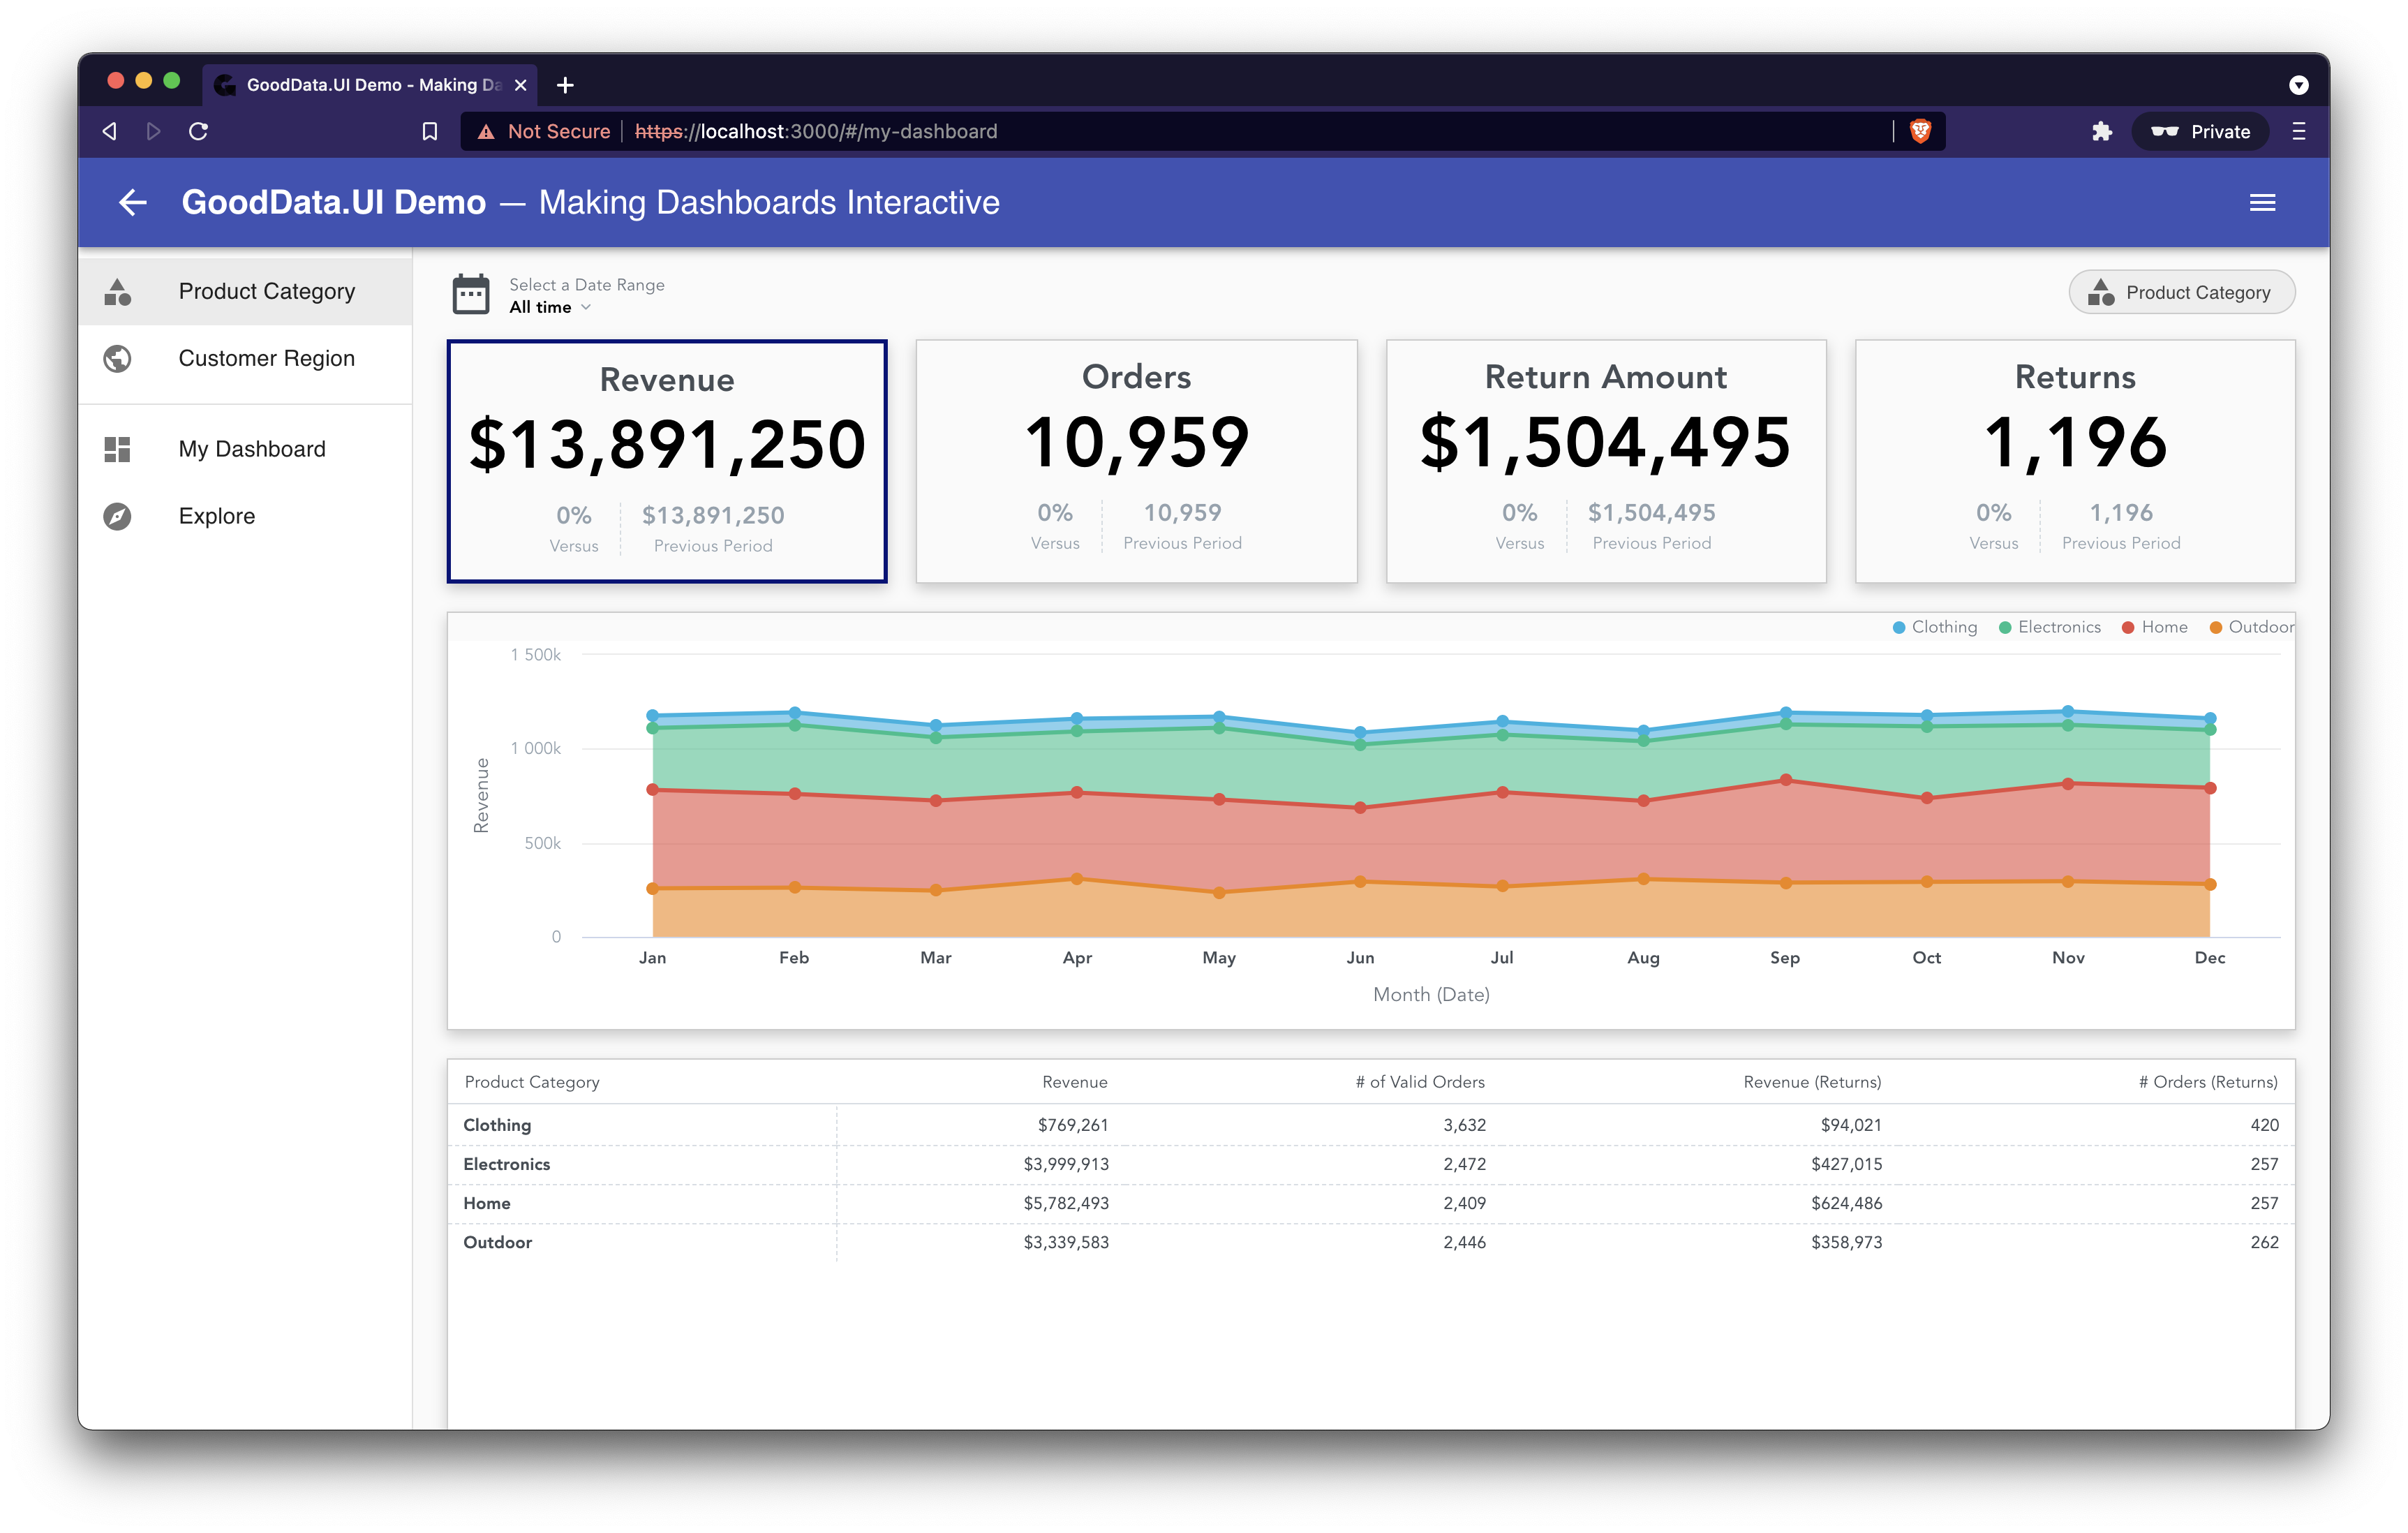 GoodData.UI Demo - Making Da
Not Secure
https://localhost:3000/#/my-dashboard
Private
GoodData.UI Demo — Making Dashboards Interactive
Product Category
Customer Region
My Dashboard
Explore
Select a Date Range
All time
Product Category
Revenue
$13,891,250
0%
Versus
$13,891,250
Previous Period
Orders
10,959
0%
Versus
10,959
Previous Period
Return Amount
$1,504,495
0%
Versus
$1,504,495
Previous Period
Returns
1,196
0%
Versus
1,196
Previous Period
Clothing Electronics Home Outdoor
1 500k
1 000k
500k
0
Revenue
Jan Feb Mar Apr May Jun Jul Aug Sep Oct Nov Dec
Month (Date)
Product Category Revenue # of Valid Orders Revenue (Returns) # Orders (Returns)
Clothing $769,261 3,632 $94,021 420
Electronics $3,999,913 2,472 $427,015 257
Home $5,782,493 2,409 $624,486 257
Outdoor $3,339,583 2,446 $358,973 262